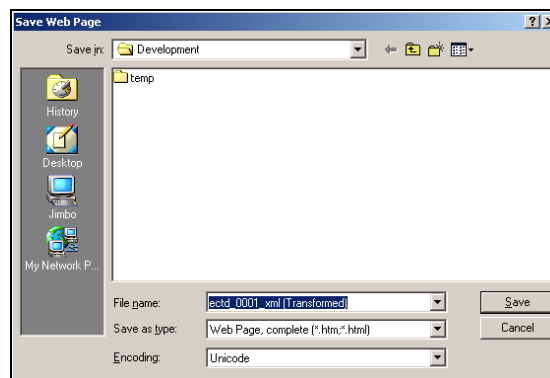 Save Web Page
Save in:
Development
temp
History
Desktop
Jimbo
My Network P...
File name:
ectd_0001_xml (Transformed)
Save
Save as type:
Web Page, complete (*.htm;*.html)
Cancel
Encoding:
Unicode